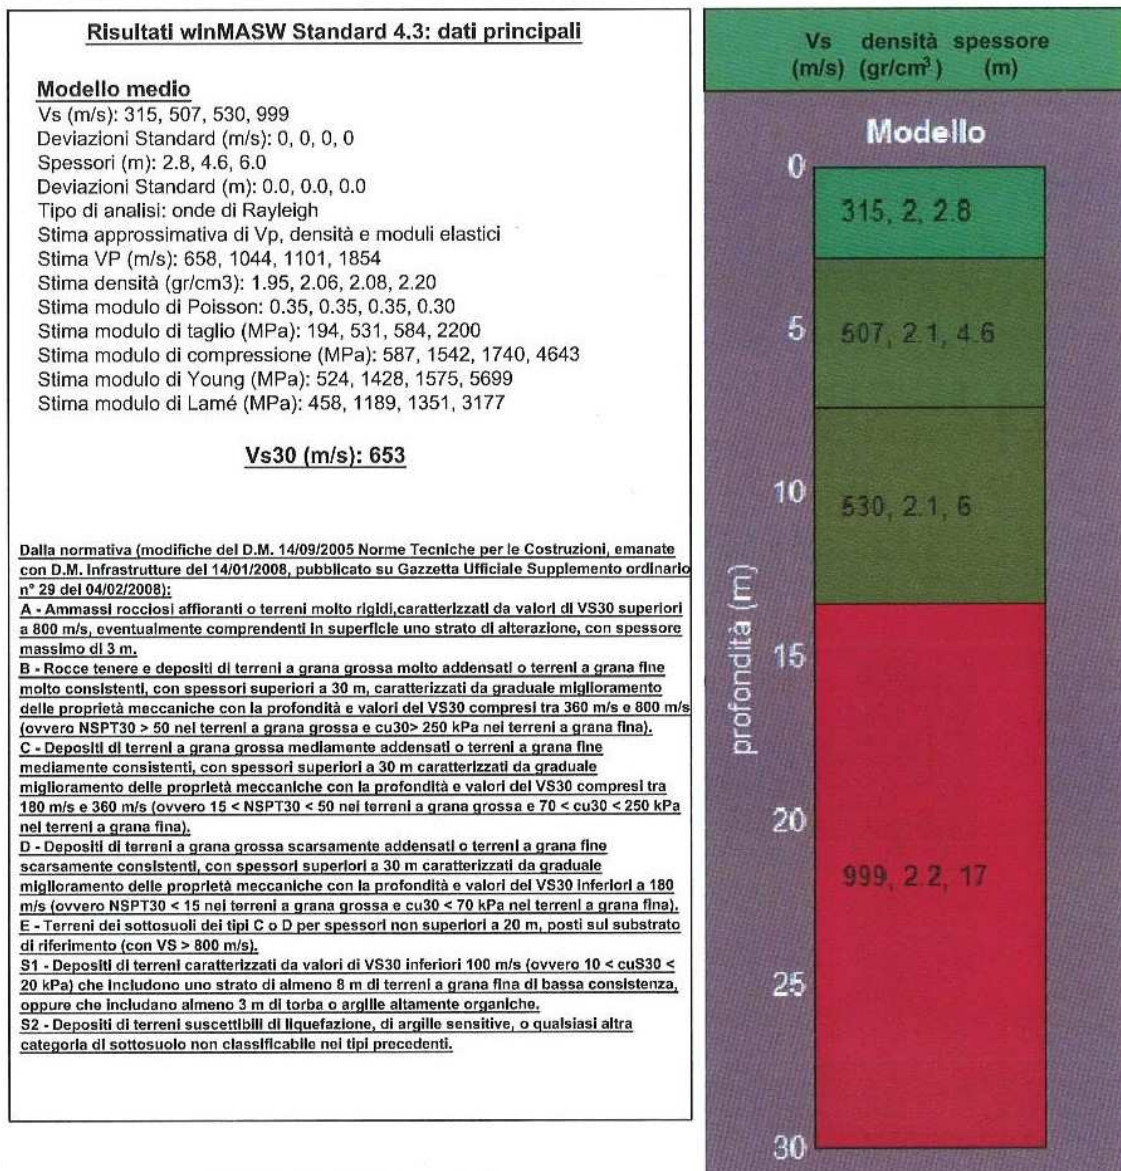 Risultati winMASW Standard 4.3: dati principali
Modello medio
Vs (m/s): 315, 507, 530, 999
Deviazioni Standard (m/s): 0, 0, 0, 0
Spessori (m): 2.8, 4.6, 6.0
Deviazioni Standard (m): 0.0, 0.0, 0.0
Tipo di analisi: onde di Rayleigh
Stima approssimativa di Vp, densità e moduli elastici
Stima VP (m/s): 658, 1044, 1101, 1854
Stima densità (gr/cm3): 1.95, 2.06, 2.08, 2.20
Stima modulo di Poisson: 0.35, 0.35, 0.35, 0.30
Stima modulo di taglio (MPa): 194, 531, 584, 2200
Stima modulo di compressione (MPa): 587, 1542, 1740, 4643
Stima modulo di Young (MPa): 524, 1428, 1575, 5699
Stima modulo di Lamé (MPa): 458, 1189, 1351, 3177
Vs30 (m/s): 653
Dalla normativa (modifiche del D.M. 14/09/2005 Norme Tecniche per le Costruzioni, emanate
con D.M. Infrastrutture del 14/01/2008, pubblicato su Gazzetta Ufficiale Supplemento ordinario
n° 29 del 04/02/2008):
A - Ammassi rocciosi affioranti o terreni molto rigidi,caratterizzati da valori di VS30 superiori
a 800 m/s, eventualmente comprendenti in superficie uno strato di alterazione, con spessore
massimo di 3 m.
B - Rocce tenere e depositi di terreni a grana grossa molto addensati o terreni a grana fine
molto consistenti, con spessori superiori a 30 m, caratterizzati da graduale miglioramento
delle proprietà meccaniche con la profondità e valori del VS30 compresi tra 360 m/s e 800 m/s
(ovvero NSPT30 > 50 nei terreni a grana grossa e cu30> 250 kPa nei terreni a grana fina).
C - Depositi di terreni a grana grossa mediamente addensati o terreni a grana fine
mediamente consistenti, con spessori superiori a 30 m caratterizzati da graduale
miglioramento delle proprietà meccaniche con la profondità e valori del VS30 compresi tra
180 m/s e 360 m/s (ovvero 15 < NSPT30 < 50 nei terreni a grana grossa e 70 < cu30 < 250 kPa
nei terreni a grana fina).
D - Depositi di terreni a grana grossa scarsamente addensati o terreni a grana fine
scarsamente consistenti, con spessori superiori a 30 m caratterizzati da graduale
miglioramento delle proprietà meccaniche con la profondità e valori del VS30 inferiori a 180
m/s (ovvero NSPT30 < 15 nei terreni a grana grossa e cu30 < 70 kPa nei terreni a grana fina).
E - Terreni dei sottosuoli dei tipi C o D per spessori non superiori a 20 m, posti sul substrato
di riferimento (con VS > 800 m/s).
S1 - Depositi di terreni caratterizzati da valori di VS30 inferiori 100 m/s (ovvero 10 < cuS30 <
20 kPa) che includono uno strato di almeno 8 m di terreni a grana fina di bassa consistenza,
oppure che includano almeno 3 m di torba o argille altamente organiche.
S2 - Depositi di terreni suscettibili di liquefazione, di argille sensitive, o qualsiasi altra
categoria di sottosuolo non classificabile nei tipi precedenti.
Vs densità spessore
(m/s) (gr/cm³) (m)
Modello
0
315, 2, 2.8
5
507, 2.1, 4.6
10
530, 2.1, 6
profondità (m)
15
20
999, 2.2, 17
25
30